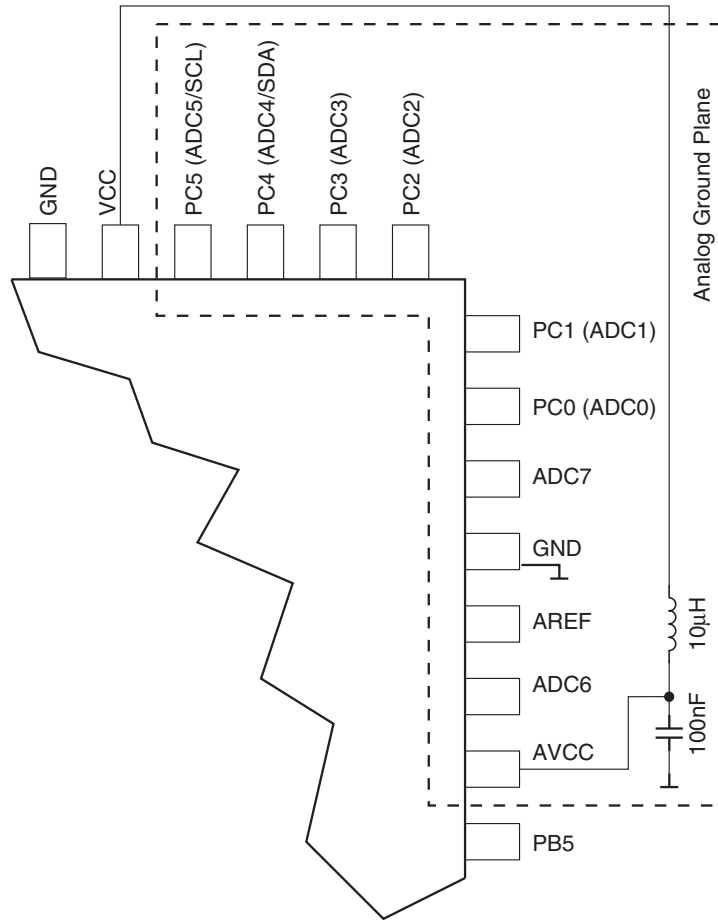 GND
VCC
PC5 (ADC5/SCL)
PC4 (ADC4/SDA)
PC3 (ADC3)
PC2 (ADC2)
Analog Ground Plane
PC1 (ADC1)
PC0 (ADC0)
ADC7
GND
AREF
10μH
ADC6
AVCC
100nF
PB5